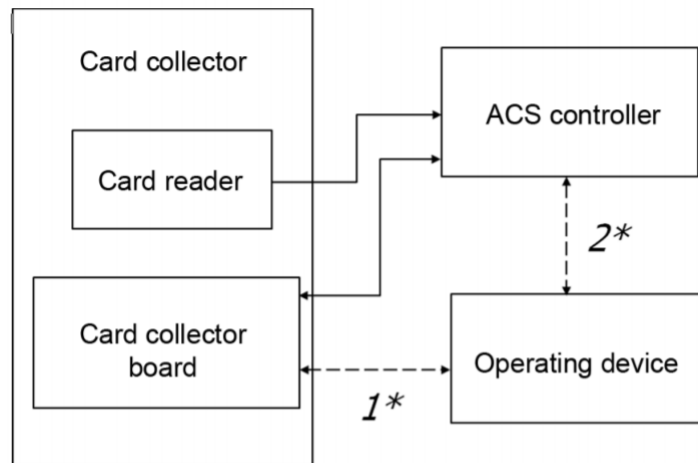 Card collector
ACS controller
Card reader
2*
Card collector
board
Operating device
1*